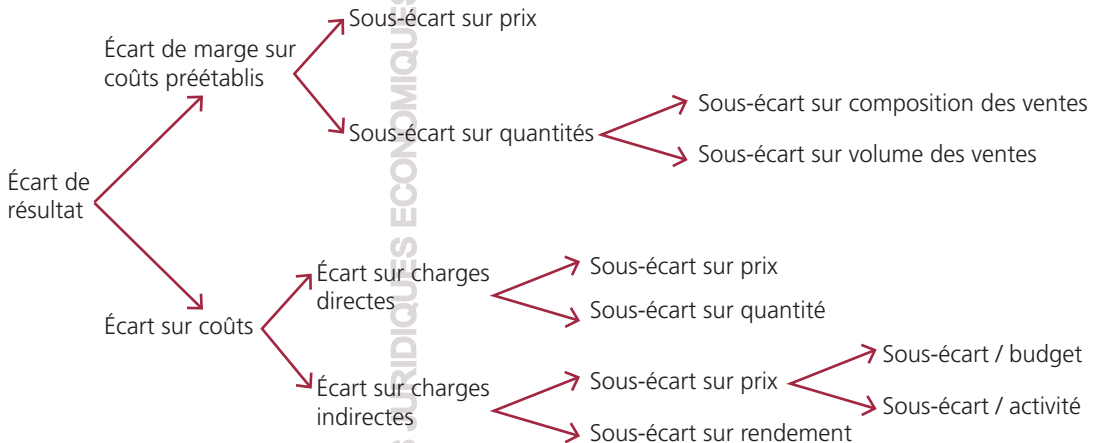 Sous-écart sur prix
Écart de marge sur
coûts préétablis
Sous-écart sur composition des ventes
Sous-écart sur quantités
Sous-écart sur volume des ventes
Écart de
résultat
Écart sur charges
directes
Sous-écart sur prix
Sous-écart sur quantité
Écart sur coûts
Écart sur charges
indirectes
Sous-écart sur prix
Sous-écart / budget
Sous-écart / activité
Sous-écart sur rendement
JURIDIQUES ECONOMIQUES